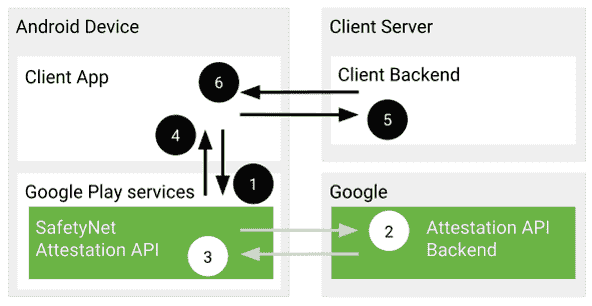 Android Device
Client Server
Client App
6
Client Backend
4
5
1
Google Play services
Google
SafetyNet
Attestation API
3
2
Attestation API
Backend